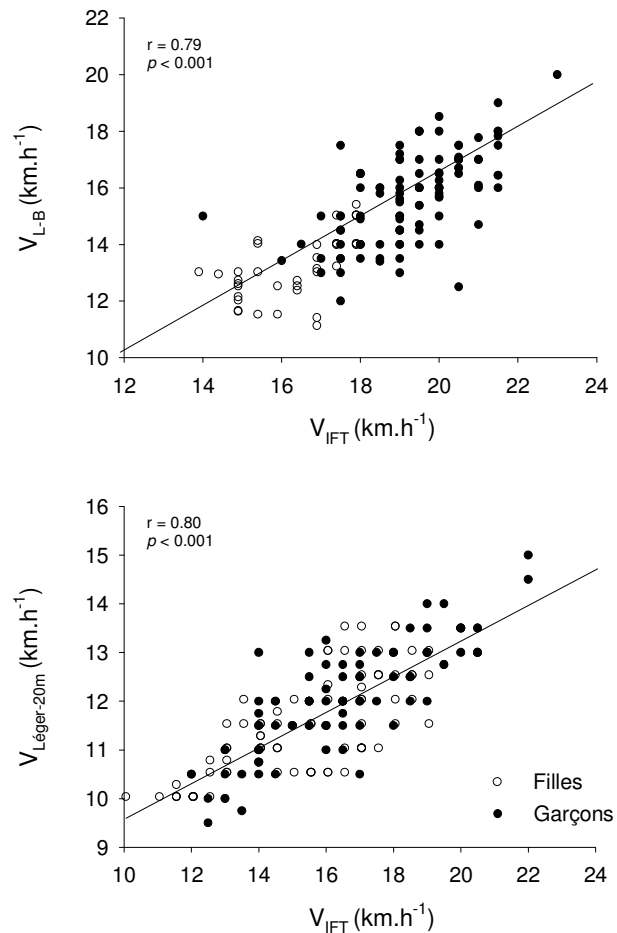 r = 0.79
p < 0.001
22
20
18
16
14
12
10
V_L-B (km.h⁻¹)
12 14 16 18 20 22 24
V_IFT (km.h⁻¹)
r = 0.80
p < 0.001
16
15
14
13
12
11
10
9
V_Léger-20m (km.h⁻¹)
Filles
Garçons
10 12 14 16 18 20 22 24
V_IFT (km.h⁻¹)